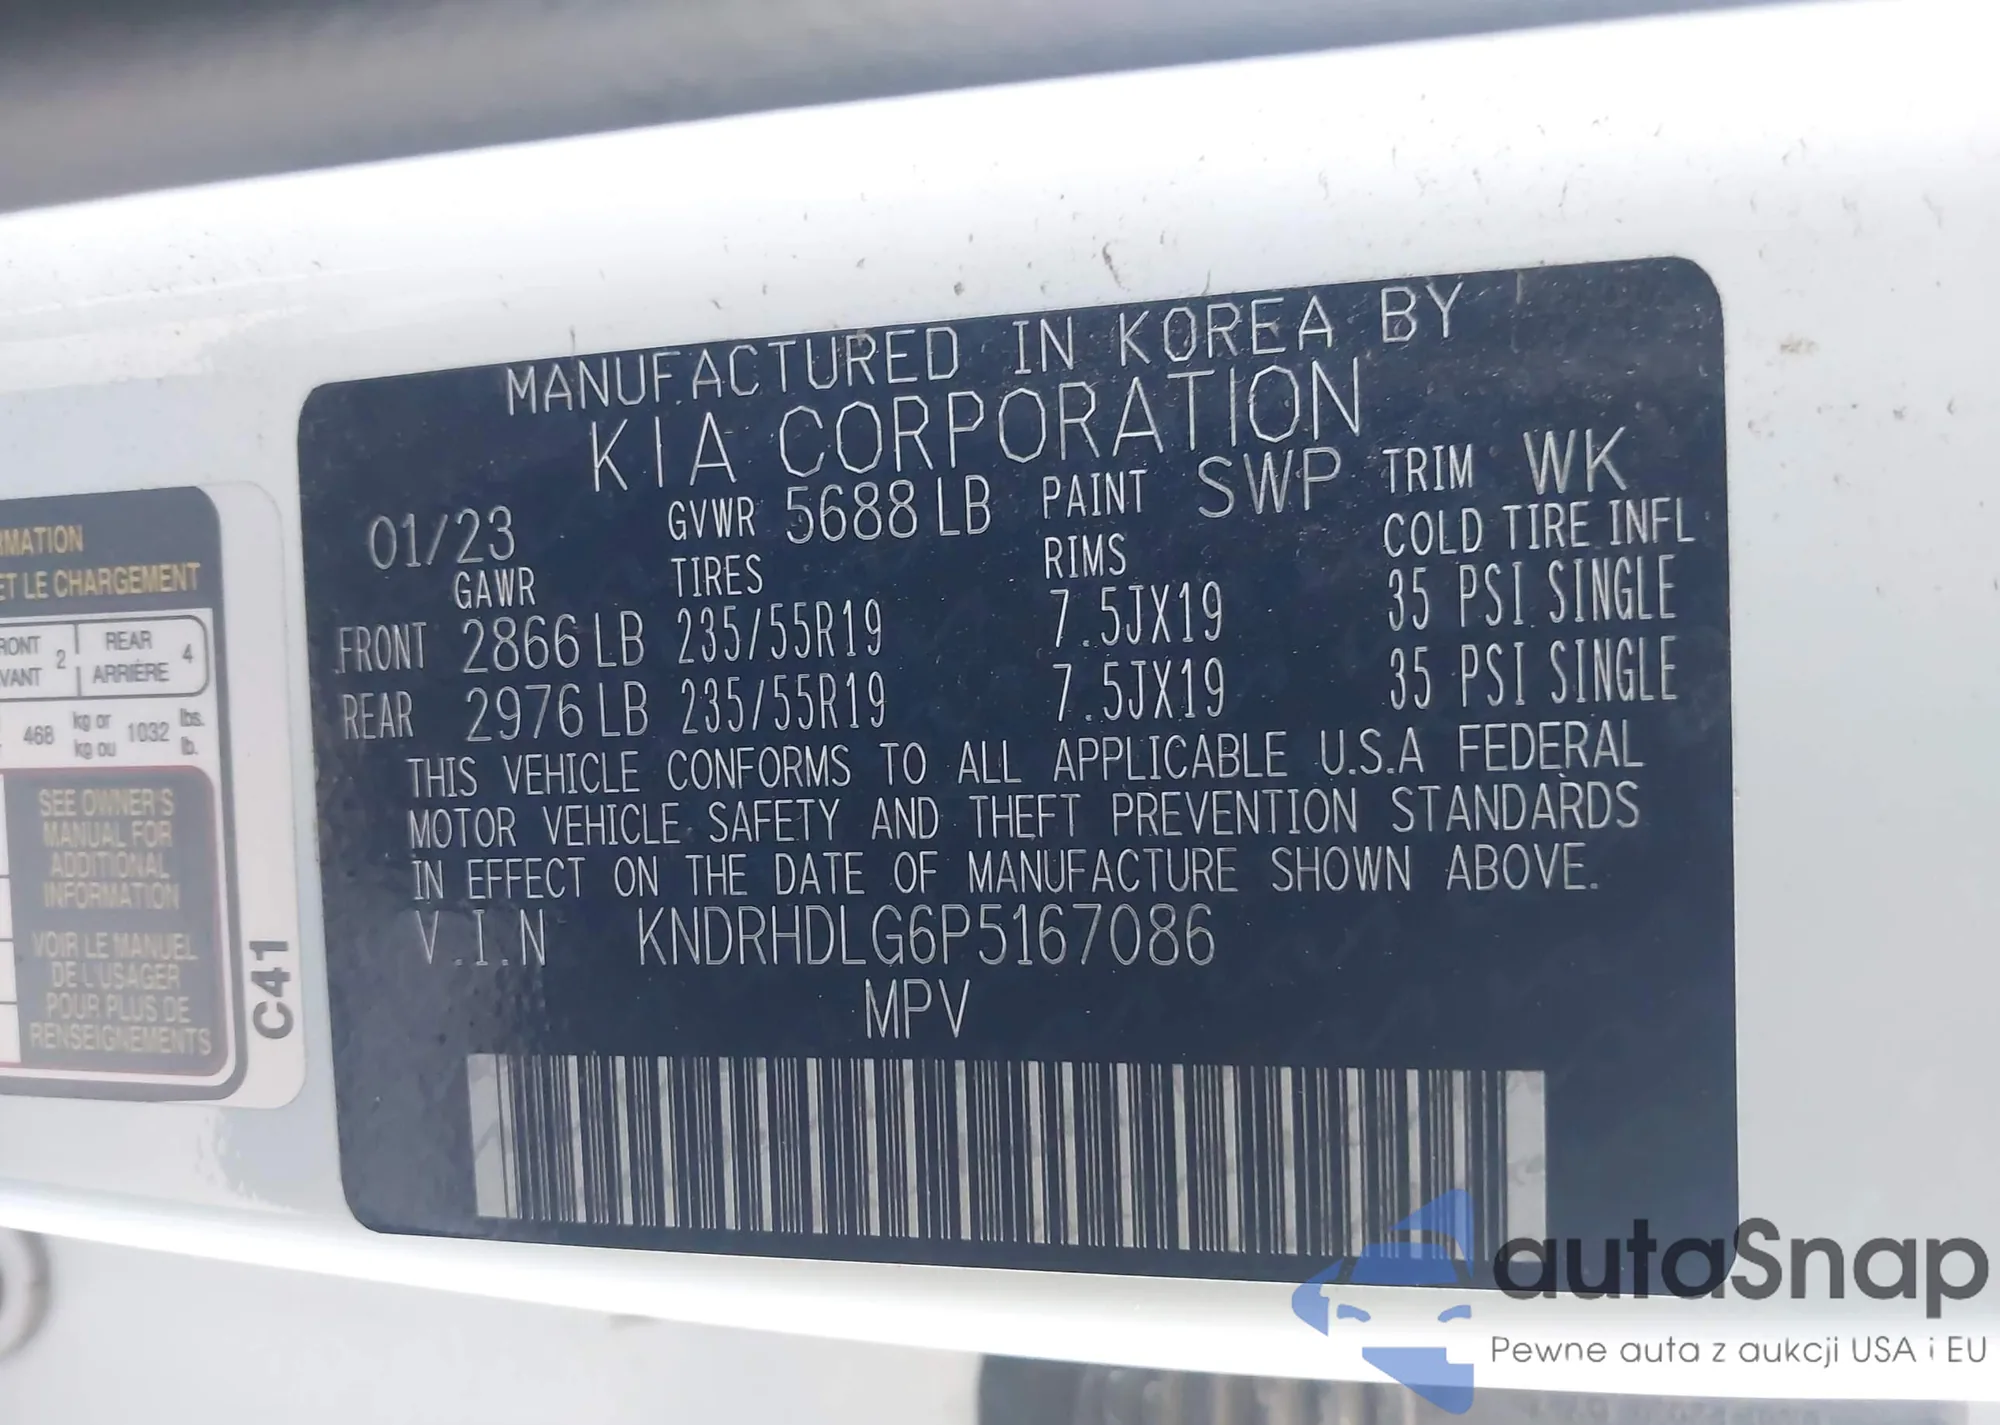 MANUFACTURED IN KOREA BY
KIA CORPORATION
01/23 GVWR 5688 LB PAINT SWP TRIM WK
GAWR TIRES RIMS COLD TIRE INFL
FRONT 2866 LB 235/55R19 7.5JX19 35 PSI SINGLE
REAR 2976 LB 235/55R19 7.5JX19 35 PSI SINGLE
THIS VEHICLE CONFORMS TO ALL APPLICABLE U.S.A FEDERAL
MOTOR VEHICLE SAFETY AND THEFT PREVENTION STANDARDS
IN EFFECT ON THE DATE OF MANUFACTURE SHOWN ABOVE.
V.I.N KNDRHDLG6P5167086
MPV
ET LE CHARGEMENT
2 REAR 4
ARRIÈRE
468 kg or 1032 lbs.
kg ou lb.
SEE OWNER'S
MANUAL FOR
ADDITIONAL
INFORMATION
VOIR LE MANUEL
DE L'USAGER
POUR PLUS DE
RENSEIGNEMENTS
C41
autaSnap
Pewne auta z aukcji USA i EU